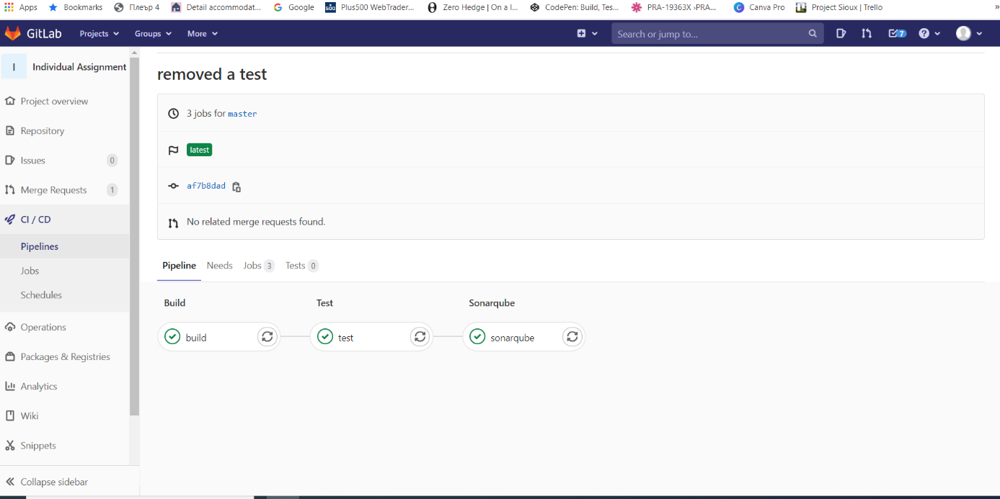 Apps Bookmarks Плеър 4 Detail accommodat... Google Plus500 WebTrader... Zero Hedge | On a l... CodePen: Build, Tes... PRA-19363X ›PRA... Canva Pro Project Sioux | Trello »
GitLab Projects Groups More Search or jump to... 7
I Individual Assignment
Project overview
Repository
Issues 0
Merge Requests 1
CI / CD
Pipelines
Jobs
Schedules
Operations
Packages & Registries
Analytics
Wiki
Snippets
Collapse sidebar
removed a test
3 jobs for master
latest
af7b8dad
No related merge requests found.
Pipeline Needs Jobs 3 Tests 0
Build Test Sonarqube
build test sonarqube